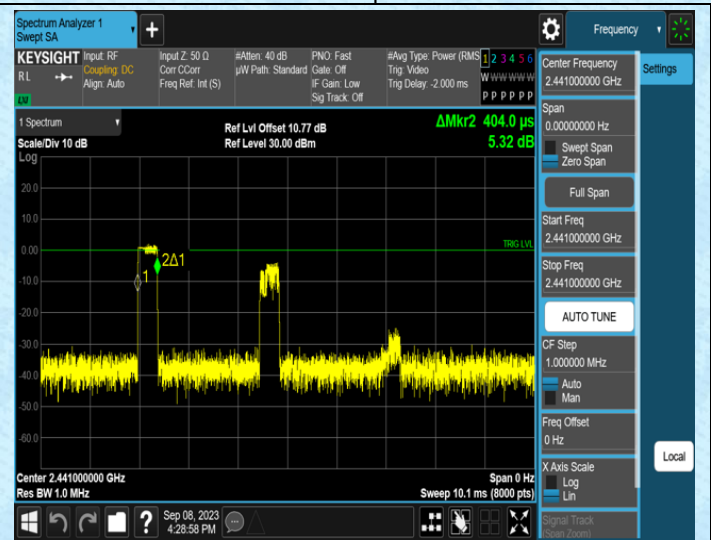 Spectrum Analyzer 1
Swept SA
+
Frequency
KEYSIGHT
RL
LXI
Input: RF
Coupling: DC
Align: Auto
Input Z: 50 Ω
Corr CCorr
Freq Ref: Int (S)
#Atten: 40 dB
µW Path: Standard
PNO: Fast
Gate: Off
IF Gain: Low
Sig Track: Off
#Avg Type: Power (RMS
Trig: Video
Trig Delay: -2.000 ms
1 2 3 4 5 6
W W W W W W
P P P P P P
1 Spectrum
Scale/Div 10 dB
Log
Ref Lvl Offset 10.77 dB
Ref Level 30.00 dBm
ΔMkr2 404.0 µs
5.32 dB
20.0
10.0
0.00
-10.0
-20.0
-30.0
-40.0
-50.0
-60.0
TRIG LVL
1
2Δ1
Center 2.441000000 GHz
Res BW 1.0 MHz
Span 0 Hz
Sweep 10.1 ms (8000 pts)
?
Sep 08, 2023
4:28:58 PM
Center Frequency
2.441000000 GHz
Settings
Span
0.00000000 Hz
Swept Span
Zero Span
Full Span
Start Freq
2.441000000 GHz
Stop Freq
2.441000000 GHz
AUTO TUNE
CF Step
1.000000 MHz
Auto
Man
Freq Offset
0 Hz
X Axis Scale
Log
Lin
Signal Track
(Span Zoom)
Local